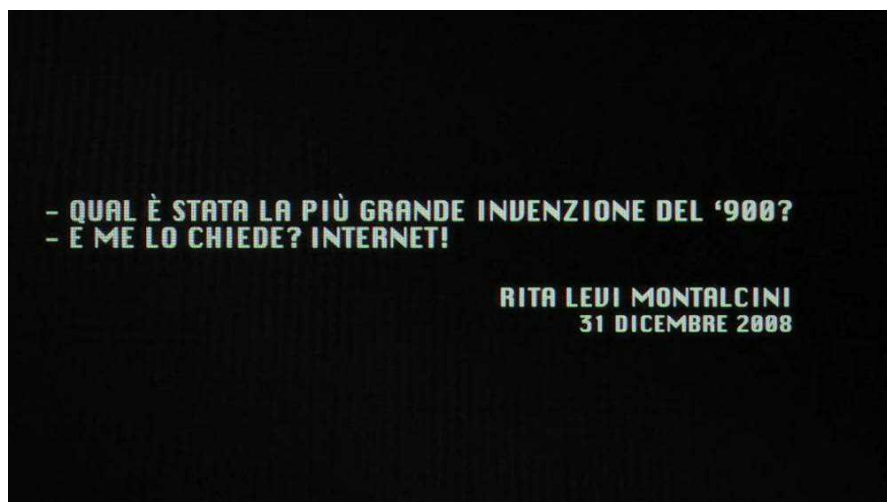 - QUAL È STATA LA PIÙ GRANDE INVENZIONE DEL ‘900?
- E ME LO CHIEDE? INTERNET!
RITA LEVI MONTALCINI
31 DICEMBRE 2008